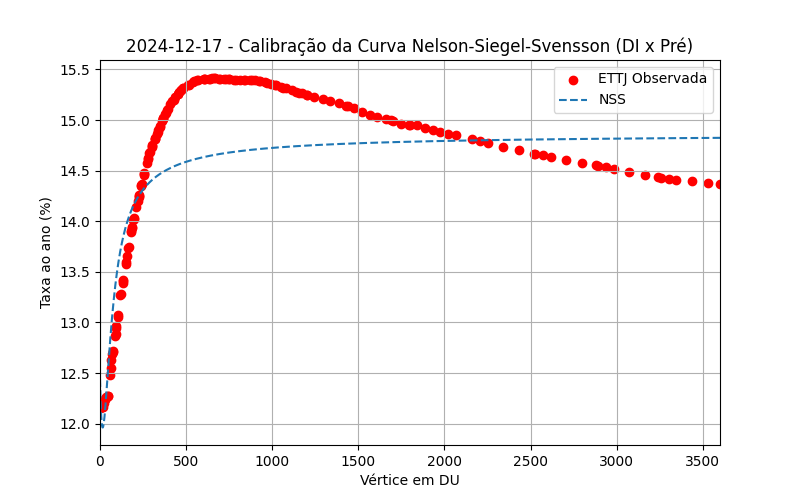 2024-12-17 - Calibração da Curva Nelson-Siegel-Svensson (DI x Pré)
ETTJ Observada
NSS
15.5
15.0
14.5
14.0
13.5
13.0
12.5
12.0
Taxa ao ano (%)
0 500 1000 1500 2000 2500 3000 3500
Vértice em DU